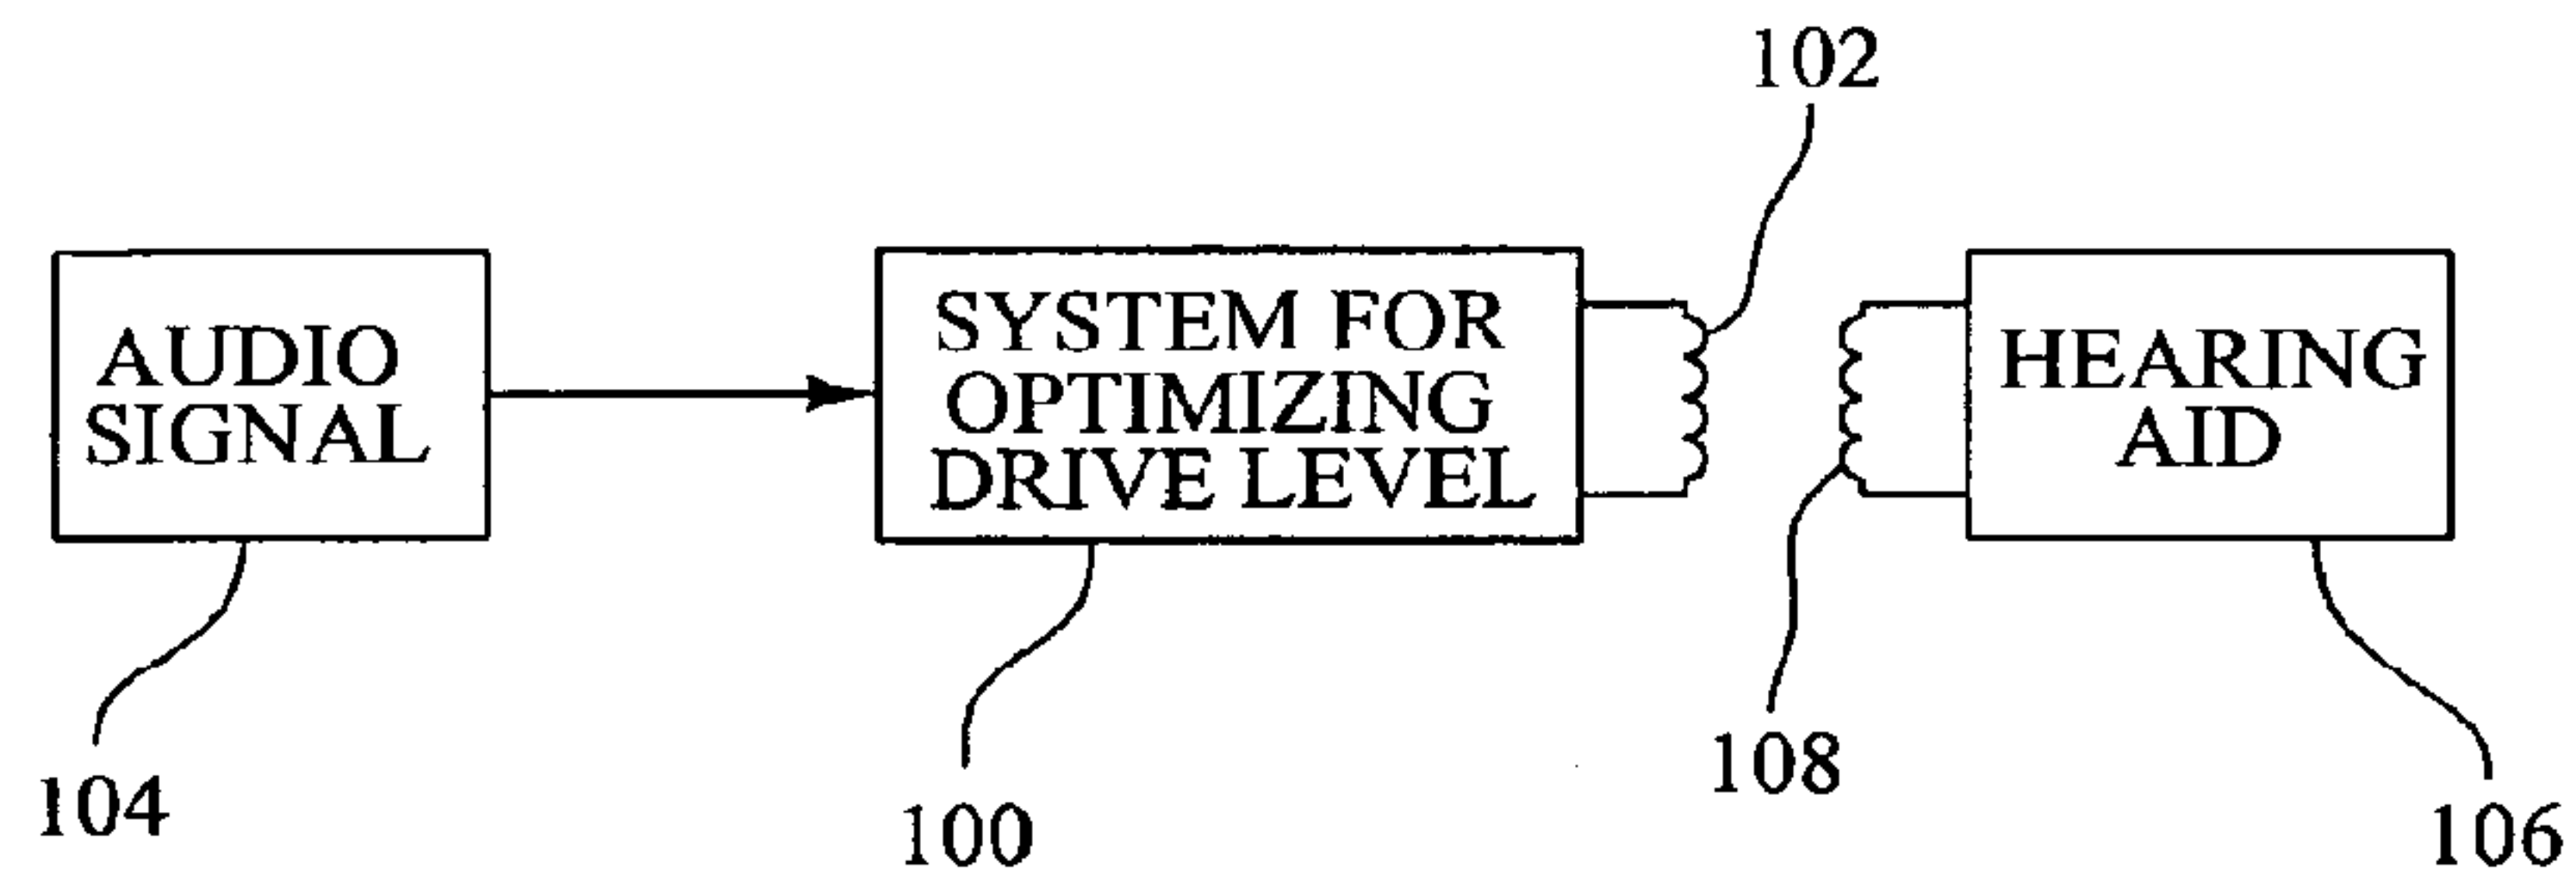 102
AUDIO
SIGNAL
SYSTEM FOR
OPTIMIZING
DRIVE LEVEL
HEARING
AID
104
100
108
106